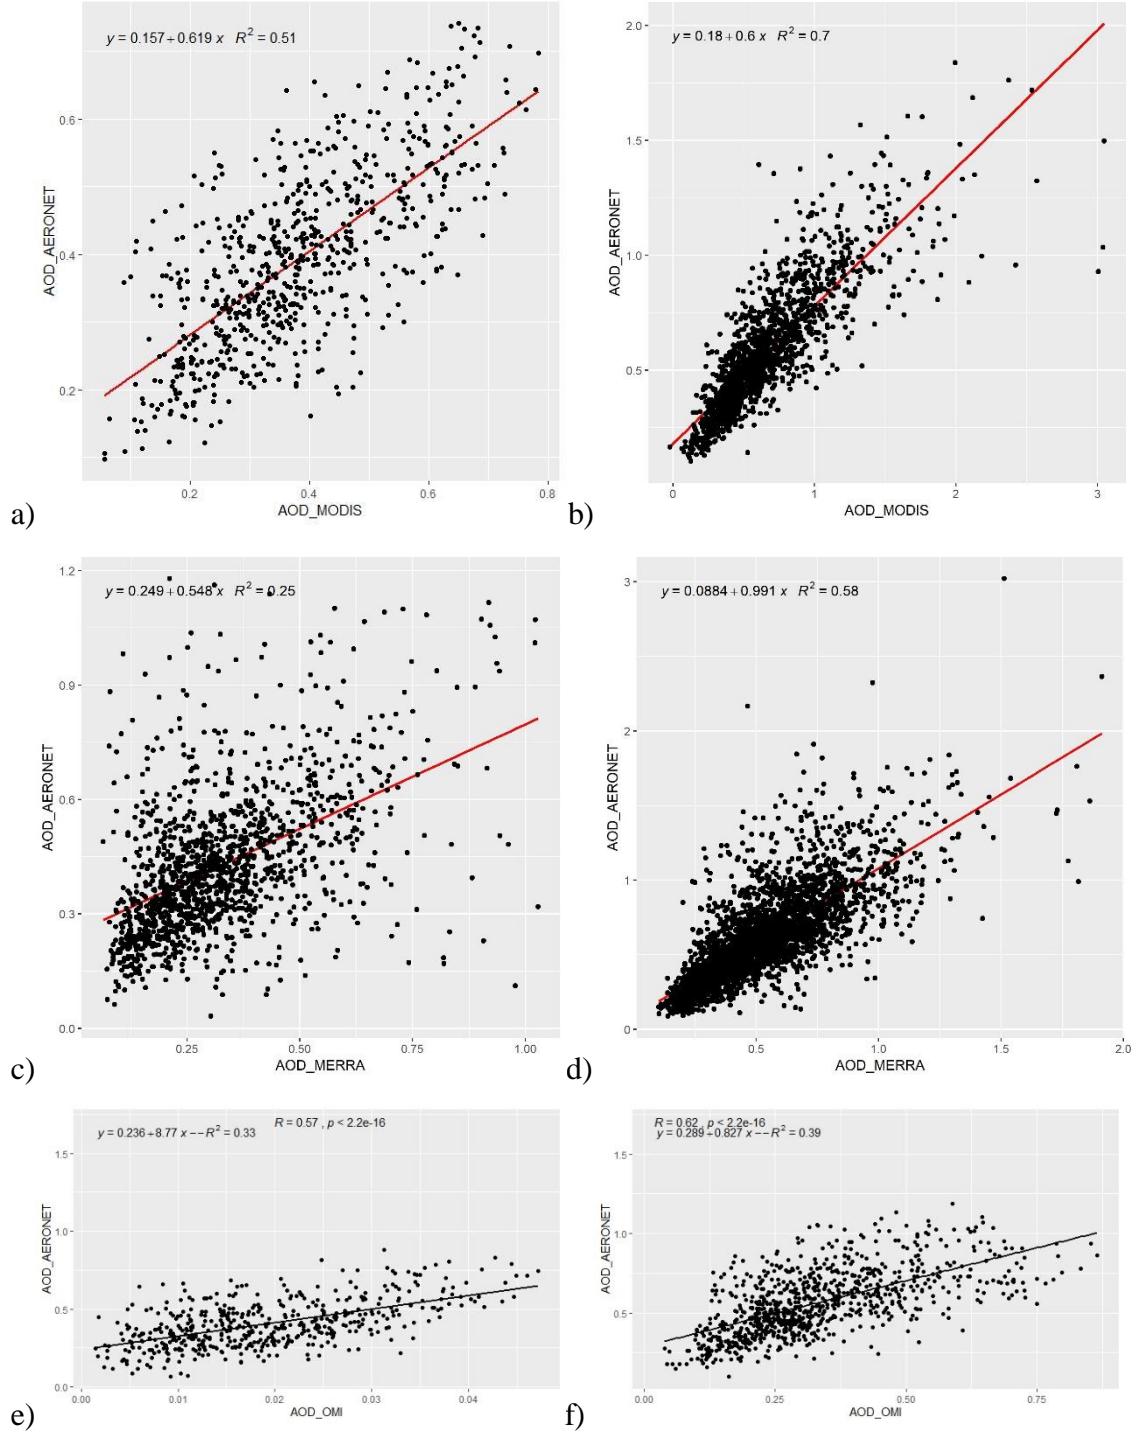 y = 0.157 + 0.619 x   R² = 0.51
0.6
0.4
0.2
AOD_AERONET
0.2 0.4 0.6 0.8
AOD_MODIS
a)
y = 0.18 + 0.6 x   R² = 0.7
2.0
1.5
1.0
0.5
AOD_AERONET
0 1 2 3
AOD_MODIS
b)
y = 0.249 + 0.548 x   R² = 0.25
1.2
0.9
0.6
0.3
0.0
AOD_AERONET
0.25 0.50 0.75 1.00
AOD_MERRA
c)
y = 0.0884 + 0.991 x   R² = 0.58
3
2
1
0
AOD_AERONET
0.5 1.0 1.5 2.0
AOD_MERRA
d)
R = 0.57 , p < 2.2e-16
y = 0.236 + 8.77 x −− R² = 0.33
1.5
1.0
0.5
0.0
AOD_AERONET
0.00 0.01 0.02 0.03 0.04
AOD_OMI
e)
R = 0.62 , p < 2.2e-16
y = 0.289 + 0.827 x −− R² = 0.39
1.5
1.0
0.5
AOD_AERONET
0.00 0.25 0.50 0.75
AOD_OMI
f)